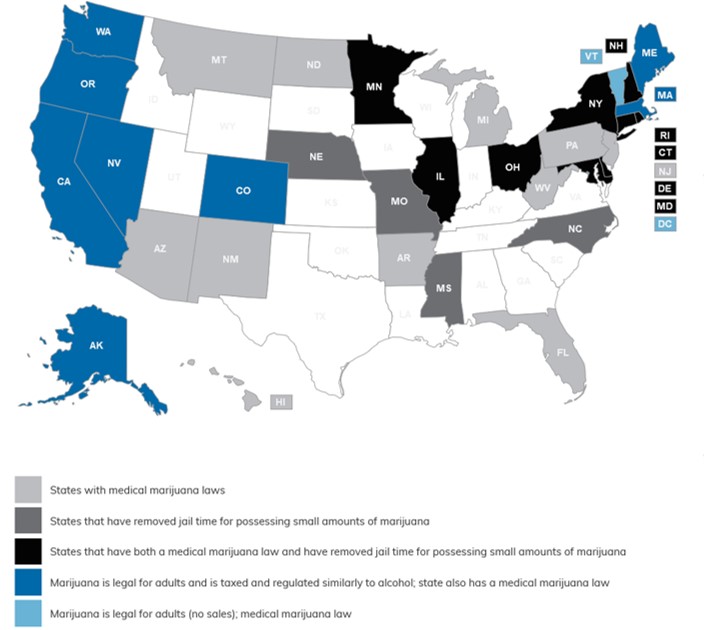 WA
NH
VT
ME
MT
ND
OR
MN
MA
ID
SD
WI
NY
WY
MI
RI
IA
PA
CT
NE
NV
OH
NJ
IL
IN
UT
CO
CA
WV
DE
MO
KS
VA
MD
KY
NC
DC
TN
AZ
NM
OK
AR
SC
MS
AL
GA
TX
LA
AK
FL
HI
States with medical marijuana laws
States that have removed jail time for possessing small amounts of marijuana
States that have both a medical marijuana law and have removed jail time for possessing small amounts of marijuana
Marijuana is legal for adults and is taxed and regulated similarly to alcohol; state also has a medical marijuana law
Marijuana is legal for adults (no sales); medical marijuana law